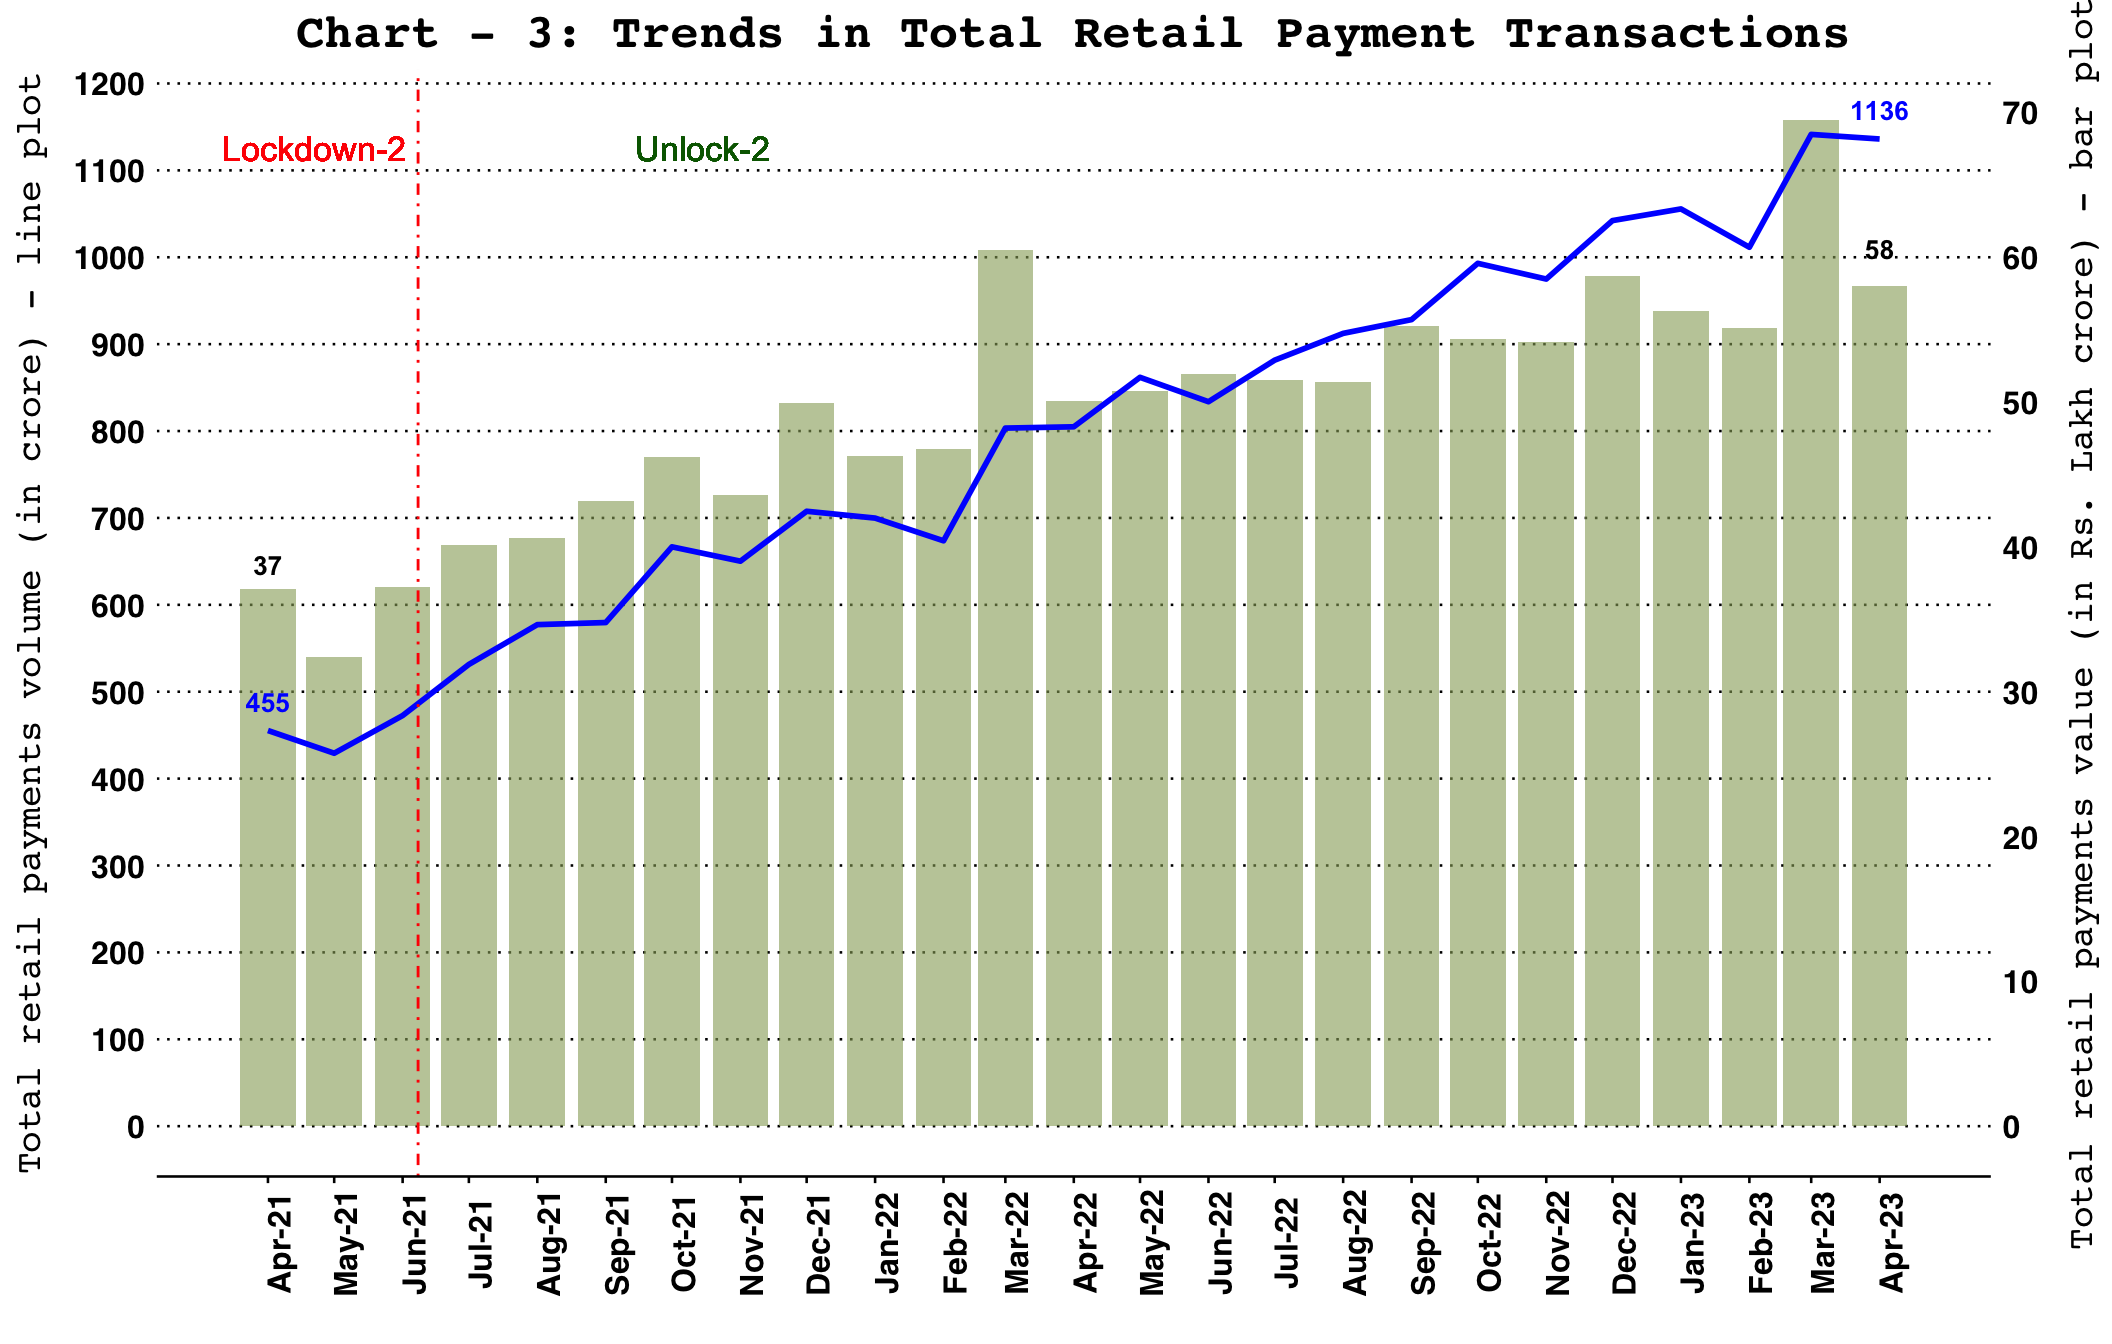 Chart - 3: Trends in Total Retail Payment Transactions
Total retail payments volume (in crore) - line plot
1200
1100
1000
900
800
700
600
500
400
300
200
100
0
Lockdown-2
Unlock-2
37
455
1136
58
70
60
50
40
30
20
10
0
Total retail payments value (in Rs. Lakh crore) - bar plot
Apr-21
May-21
Jun-21
Jul-21
Aug-21
Sep-21
Oct-21
Nov-21
Dec-21
Jan-22
Feb-22
Mar-22
Apr-22
May-22
Jun-22
Jul-22
Aug-22
Sep-22
Oct-22
Nov-22
Dec-22
Jan-23
Feb-23
Mar-23
Apr-23